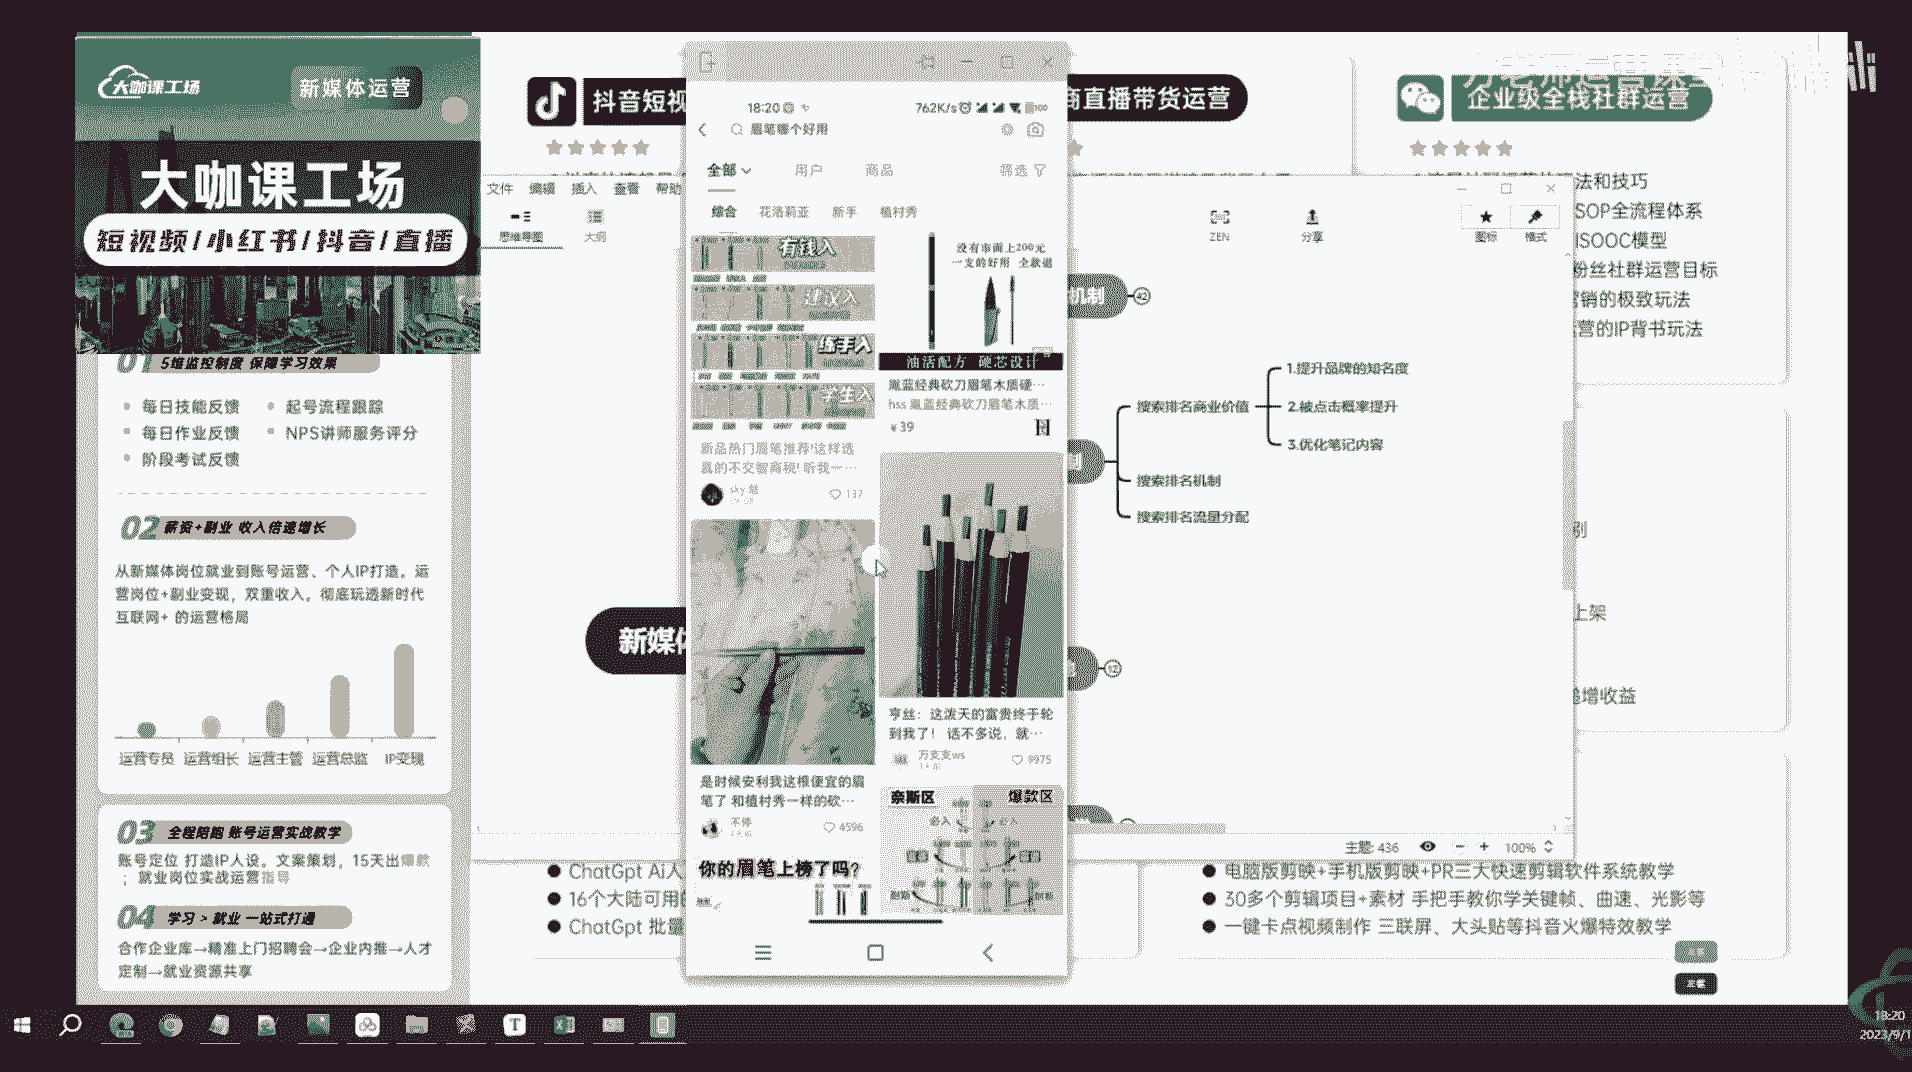 大咖课工场
新媒体运营
大咖课工场
短视频/小红书/抖音/直播
01 5维监控制度 保障学习效果
每日技能反馈
起号流程跟踪
每日作业反馈
NPS讲师服务评分
阶段考试反馈
02 薪资+副业 收入倍速增长
从新媒体岗位就业到账号运营、个人IP打造。运
营岗位+副业变现，双重收入。彻底玩透新时代
互联网+ 的运营格局
运营专员 运营组长 运营主管 运营总监 IP变现
03 全程陪跑 账号运营实战教学
账号定位 打造IP人设。文案策划，15天出爆款
；就业岗位实战运营指导
04 学习 > 就业 一站式打通
合作企业库→精准上门招聘会→企业内推→人才
定制→就业资源共享
抖音短视
商直播带货运营
企业级全栈社群运营
文件 编辑 插入 查看 帮助
思维导图 大纲
ZEN 分享 图标 格式
18:20
762K/s
眉笔哪个好用
全部 用户 商品 筛选
综合 花洛莉亚 新手 植村秀
有钱入
建议入
练手入
学生入
新品热门眉笔推荐!这样选
真的不交智商税! 听我一…
sky 魅
137
没有市面上200元
一支的好用 全款退
油活配方 硬芯设计
胤蓝经典砍刀眉笔木质硬…
hss 胤蓝经典砍刀眉笔木质…
¥39
亨丝：这泼天的富贵终于轮
到我了！ 话不多说，就…
万支支ws
9975
是时候安利我这根便宜的眉
笔了 和植村秀一样的砍…
不停
4596
你的眉笔上榜了吗?
奈斯区
爆款区
必入
必入
机制
42
搜索排名商业价值
1.提升品牌的知名度
2.被点击概率提升
3.优化笔记内容
搜索排名机制
搜索排名流量分配
新媒体
12
法和技巧
SOP全流程体系
ISOOC模型
粉丝社群运营目标
营销的极致玩法
运营的IP背书玩法
别
上架
递增收益
主题: 436
100%
ChatGpt Ai人
16个大陆可用的
ChatGpt 批量
电脑版剪映+手机版剪映+PR三大快速剪辑软件系统教学
30多个剪辑项目+素材 手把手教你学关键帧、曲速、光影等
一键卡点视频制作 三联屏、大头贴等抖音火爆特效教学
18:20
2023/9/1